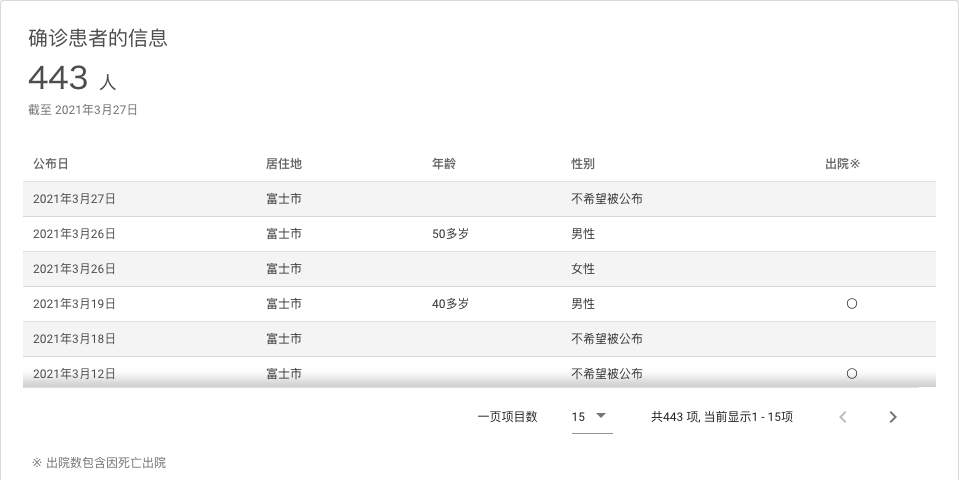 确诊患者的信息
443 人
截至 2021年3月27日
公布日 居住地 年龄 性别 出院※
2021年3月27日 富士市 不希望被公布
2021年3月26日 富士市 50多岁 男性
2021年3月26日 富士市 女性
2021年3月19日 富士市 40多岁 男性 〇
2021年3月18日 富士市 不希望被公布
2021年3月12日 富士市 不希望被公布 〇
一页项目数 15 共443 项, 当前显示1 - 15项
※ 出院数包含因死亡出院